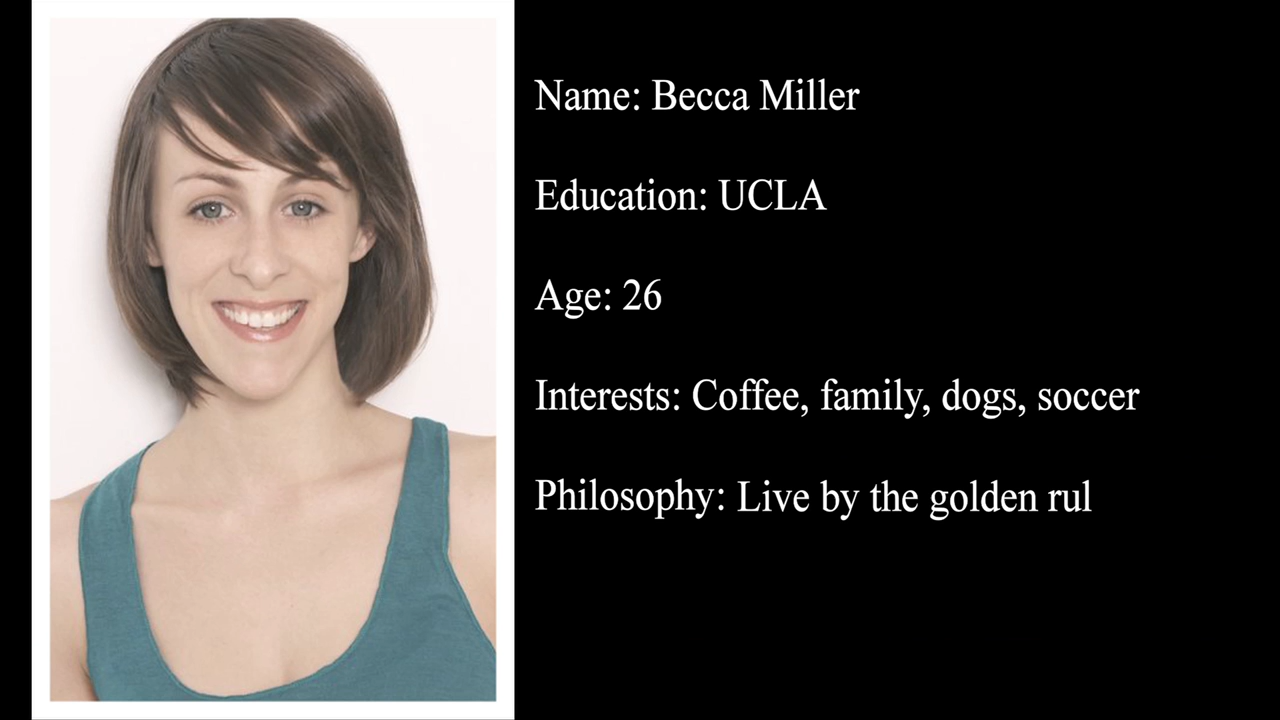 Name: Becca Miller
Education: UCLA
Age: 26
Interests: Coffee, family, dogs, soccer
Philosophy: Live by the golden rul